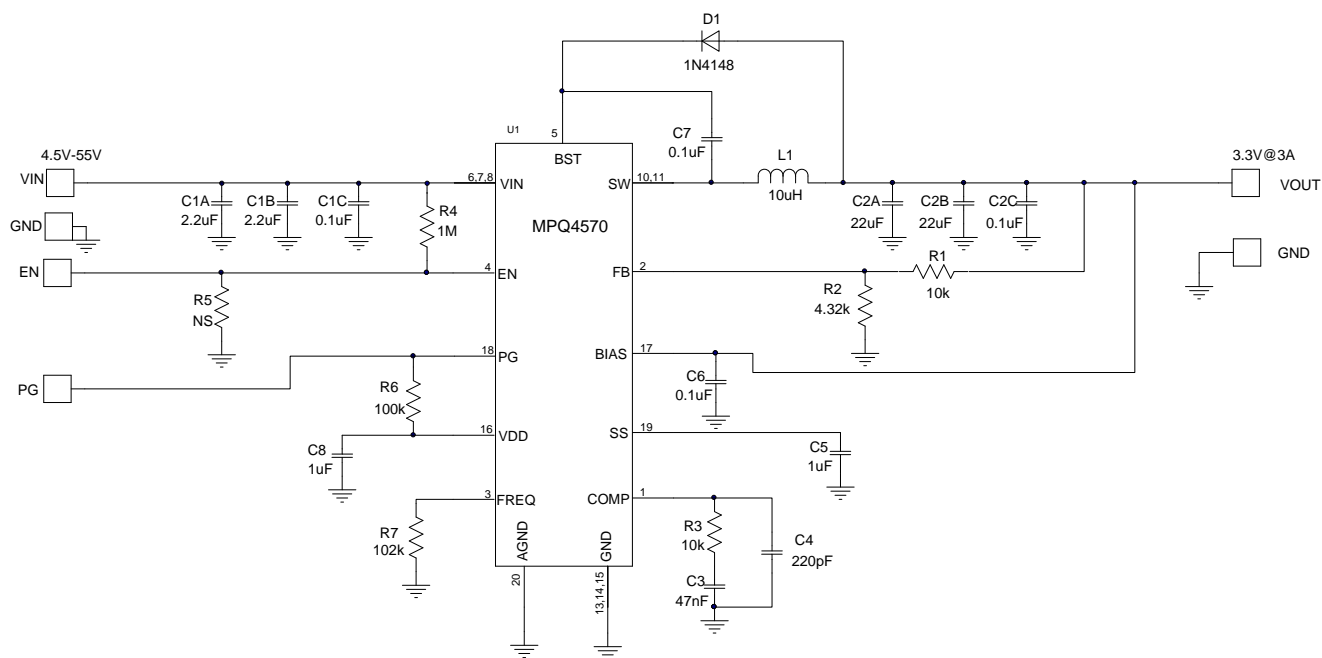 D1
1N4148
U1
5
BST
C7
0.1uF
L1
10uH
4.5V-55V
VIN
6,7,8
VIN
SW
10,11
3.3V@3A
VOUT
C1A
2.2uF
C1B
2.2uF
C1C
0.1uF
R4
1M
MPQ4570
C2A
22uF
C2B
22uF
C2C
0.1uF
GND
GND
EN
4
EN
FB
2
R1
10k
R5
NS
R2
4.32k
18
PG
BIAS
17
PG
R6
100k
C6
0.1uF
16
VDD
SS
19
C8
1uF
C5
1uF
3
FREQ
COMP
1
R7
102k
AGND
GND
R3
10k
C4
220pF
20
13,14,15
C3
47nF